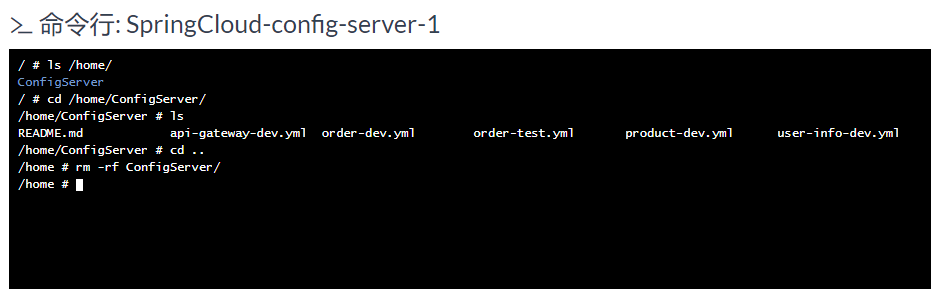 >_ 命令行: SpringCloud-config-server-1
/ # ls /home/
ConfigServer
/ # cd /home/ConfigServer/
/home/ConfigServer # ls
README.md api-gateway-dev.yml order-dev.yml order-test.yml product-dev.yml user-info-dev.yml
/home/ConfigServer # cd ..
/home # rm -rf ConfigServer/
/home #